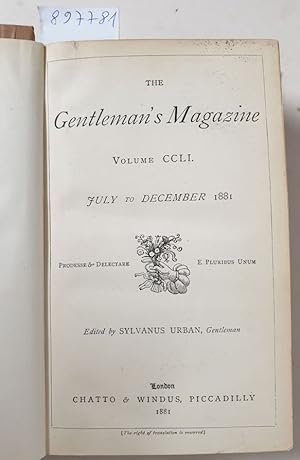 897781
THE
Gentleman's Magazine
VOLUME CCLI.
JULY TO DECEMBER 1881
PRODESSE & DELECTARE E PLURIBUS UNUM
Edited by SYLVANUS URBAN, Gentleman
London
CHATTO & WINDUS, PICCADILLY
1881
[The right of translation is reserved]